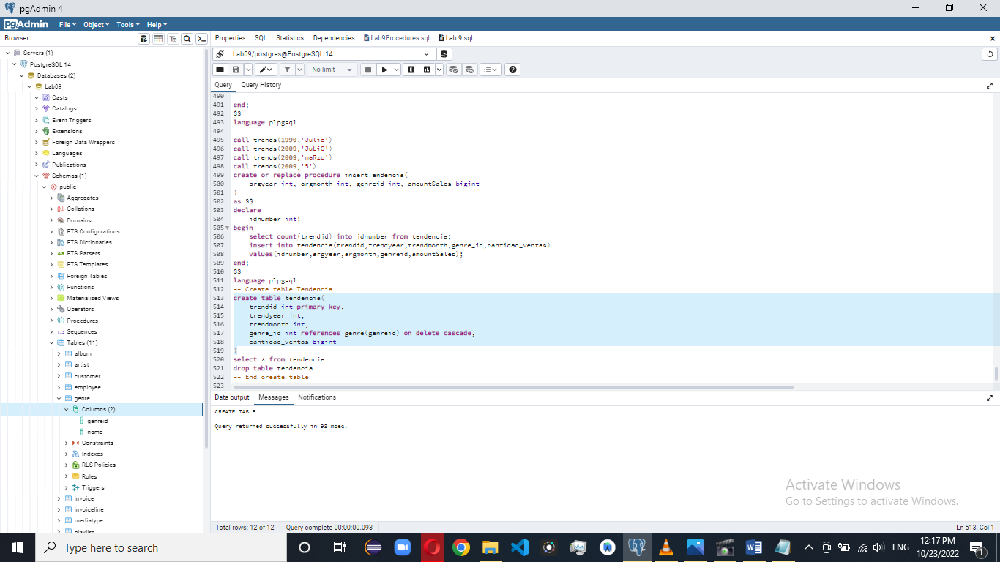 pgAdmin 4
pgAdmin File Object Tools Help
Browser
Properties SQL Statistics Dependencies Lab9Procedures.sql Lab 9.sql
Servers (1)
PostgreSQL 14
Databases (2)
Lab09
Casts
Catalogs
Event Triggers
Extensions
Foreign Data Wrappers
Languages
Publications
Schemas (1)
public
Aggregates
Collations
Domains
FTS Configurations
FTS Dictionaries
FTS Parsers
FTS Templates
Foreign Tables
Functions
Materialized Views
Operators
Procedures
1..3 Sequences
Tables (11)
album
artist
customer
employee
genre
Columns (2)
genreid
name
Constraints
Indexes
RLS Policies
Rules
Triggers
invoice
invoiceline
mediatype
playlist
Lab09/postgres@PostgreSQL 14
No limit
Query Query History
490
491 end;
492 $$
493 language plpgsql
494
495 call trends(1990,'Julio')
496 call trends(2009,'JuLiO')
497 call trends(2009,'maRzo')
498 call trends(2009,'5')
499 create or replace procedure insertTendencia(
500 argyear int, argmonth int, genreid int, amountSales bigint
501 )
502 as $$
503 declare
504 idnumber int;
505 begin
506 select count(trendid) into idnumber from tendencia;
507 insert into tendencia(trendid,trendyear,trendmonth,genre_id,cantidad_ventas)
508 values(idnumber,argyear,argmonth,genreid,amountSales);
509 end;
510 $$
511 language plpgsql
512 -- Create table Tendencia
513 create table tendencia(
514 trendid int primary key,
515 trendyear int,
516 trendmonth int,
517 genre_id int references genre(genreid) on delete cascade,
518 cantidad_ventas bigint
519 )
520 select * from tendencia
521 drop table tendencia
522 -- End create table
523
Data output Messages Notifications
CREATE TABLE
Query returned successfully in 93 msec.
Activate Windows
Go to Settings to activate Windows.
Total rows: 12 of 12 Query complete 00:00:00.093 Ln 513, Col 1
Type here to search
ENG
12:17 PM
10/23/2022
1